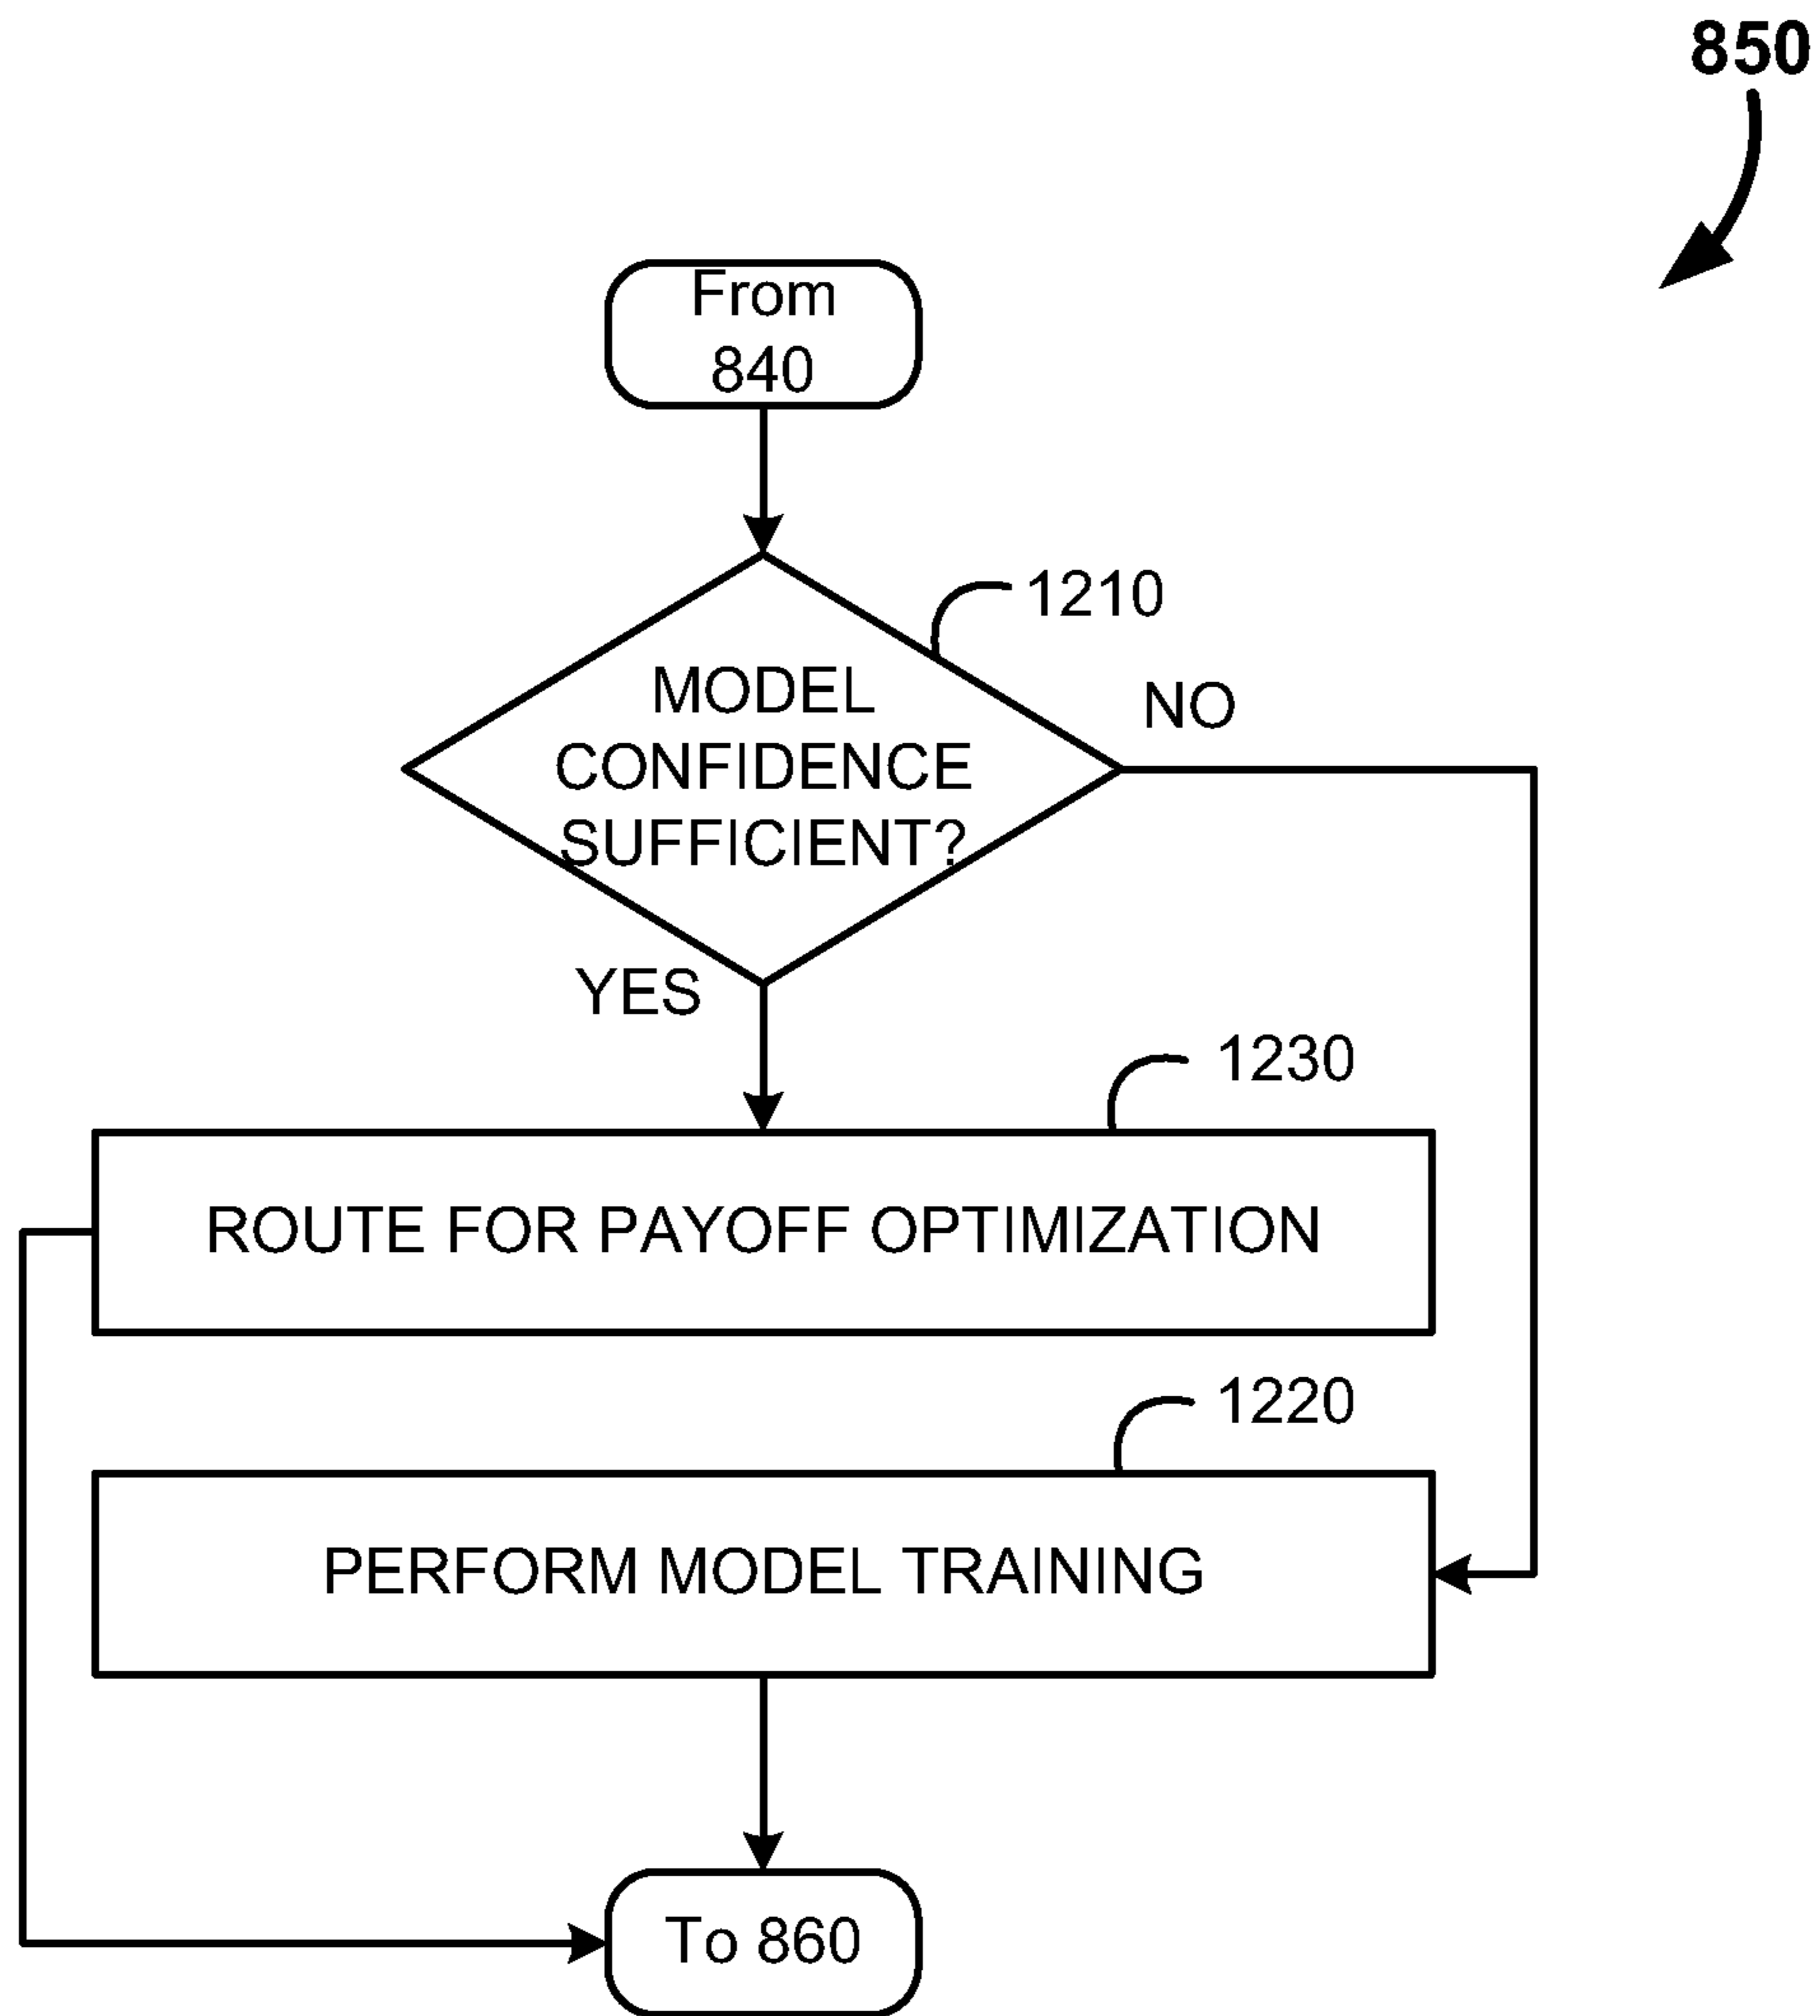 850
From
840
1210
MODEL
CONFIDENCE
SUFFICIENT?
NO
YES
1230
ROUTE FOR PAYOFF OPTIMIZATION
1220
PERFORM MODEL TRAINING
To 860